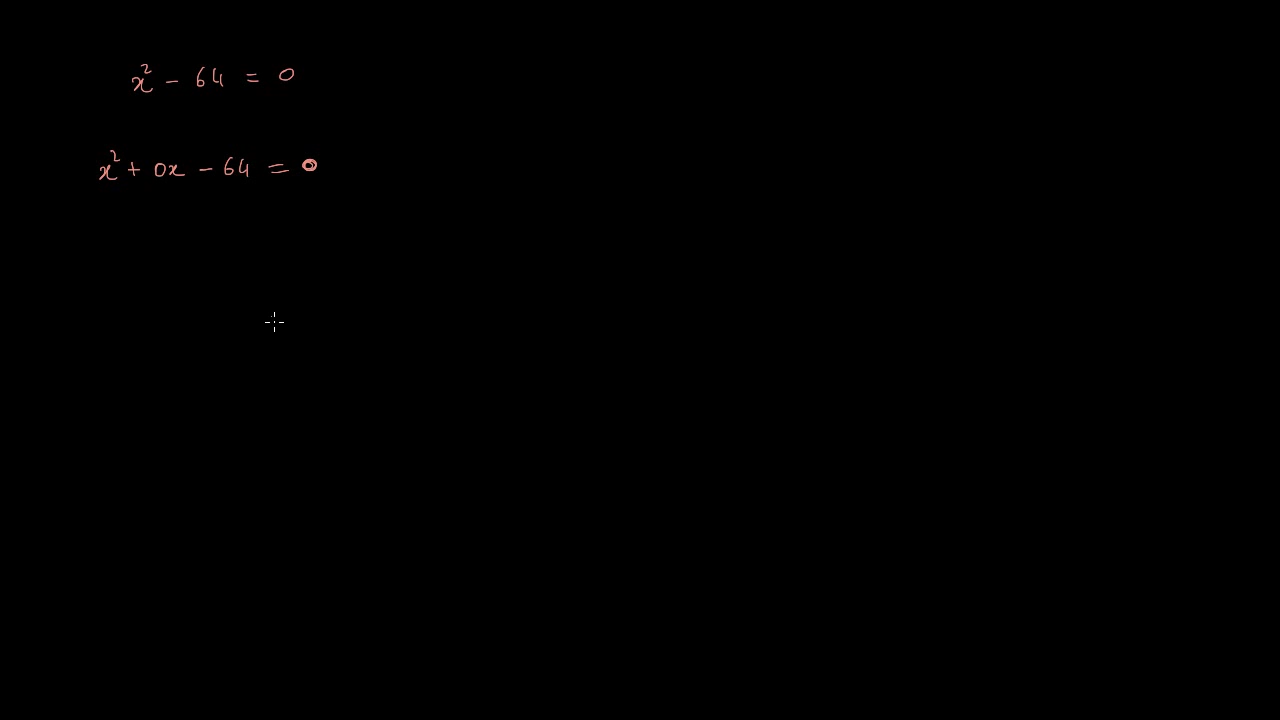 x² - 64 = 0
x² + 0x - 64 = 0